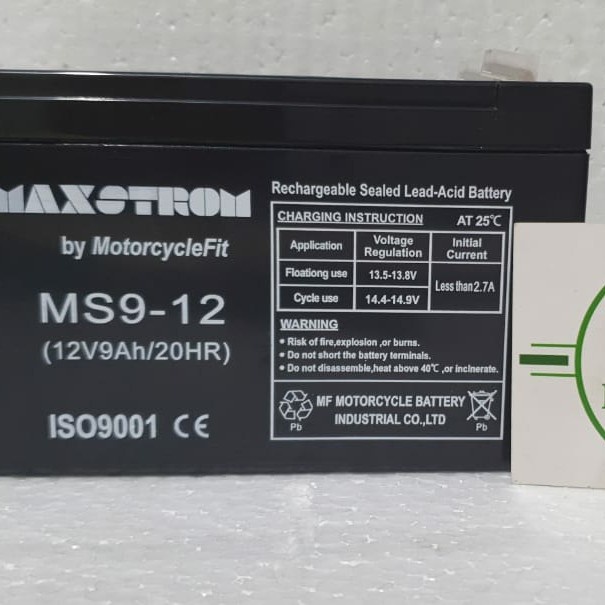 MAXSTROM
by MotorcycleFit
MS9-12
(12V9Ah/20HR)
ISO9001 CE
Rechargeable Sealed Lead-Acid Battery
CHARGING INSTRUCTION AT 25℃
Application Voltage Regulation Initial Current
Floationg use 13.5-13.8V Less than 2.7A
Cycle use 14.4-14.9V
WARNING
• Risk of fire,explosion ,or burns.
• Do not short the battery terminals.
• Do not disassemble,heat above 40℃ ,or inclnerate.
MF MOTORCYCLE BATTERY
INDUSTRIAL CO.,LTD
Pb Pb